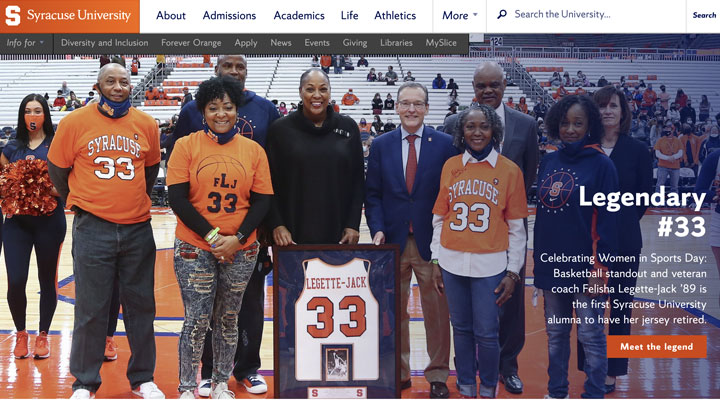 S Syracuse University
About Admissions Academics Life Athletics More Search the University... Search
Info for Diversity and Inclusion Forever Orange Apply News Events Giving Libraries MySlice
124
SYRACUSE
33
FLJ
33
SYRACUSE
33
S
LEGETTE-JACK
33
S S
Legendary
#33
Celebrating Women in Sports Day:
Basketball standout and veteran
coach Felisha Legette-Jack '89 is
the first Syracuse University
alumna to have her jersey retired.
Meet the legend